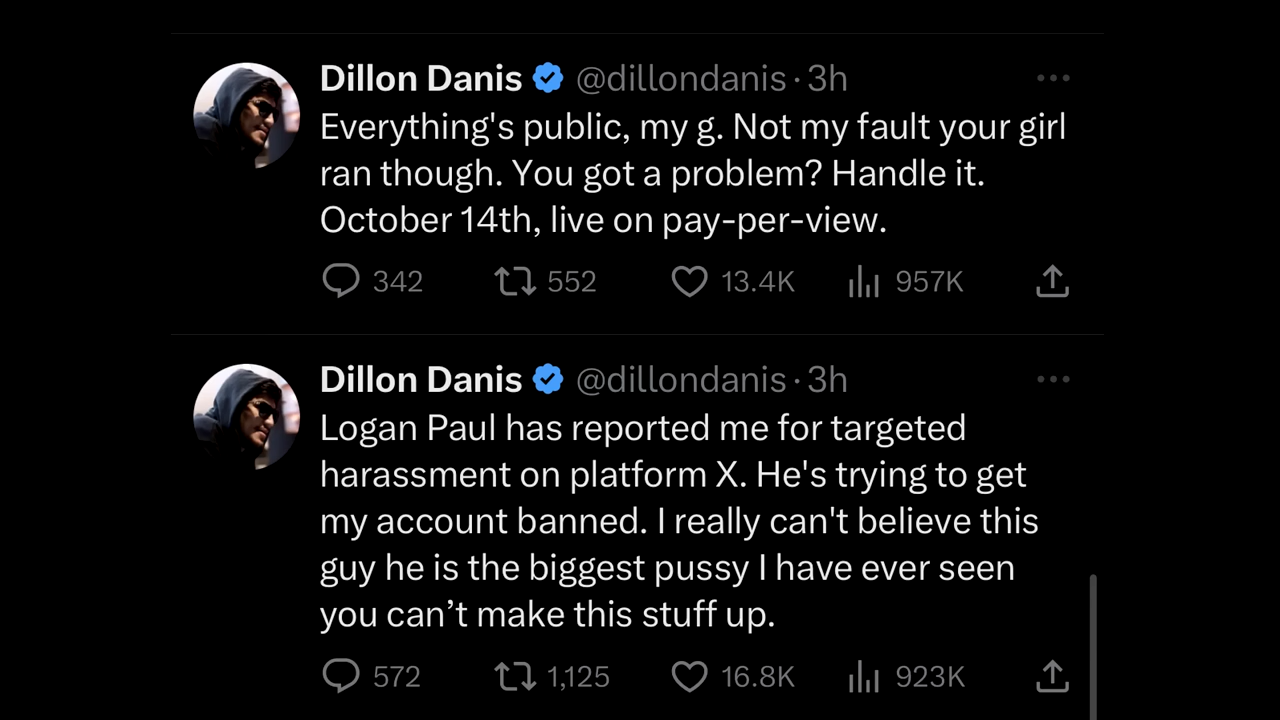 Dillon Danis @dillondanis · 3h
Everything's public, my g. Not my fault your girl
ran though. You got a problem? Handle it.
October 14th, live on pay-per-view.
342 552 13.4K 957K
Dillon Danis @dillondanis · 3h
Logan Paul has reported me for targeted
harassment on platform X. He's trying to get
my account banned. I really can't believe this
guy he is the biggest pussy I have ever seen
you can’t make this stuff up.
572 1,125 16.8K 923K